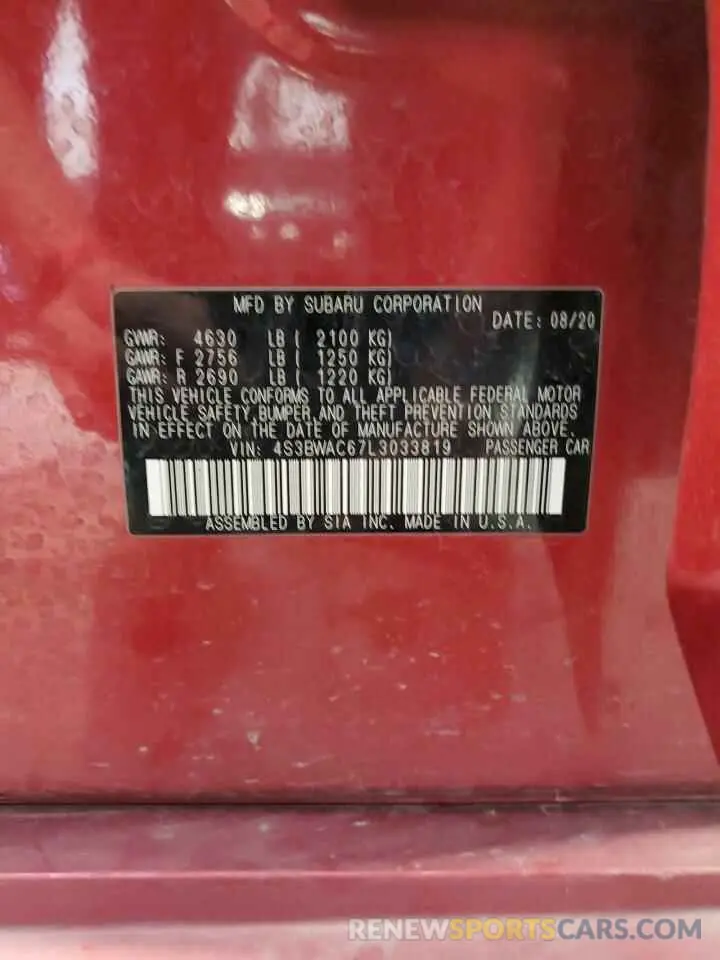 MFD BY SUBARU CORPORATION
DATE: 08/20
GVWR: 4630 LB ( 2100 KG)
GAWR: F 2756 LB ( 1250 KG)
GAWR: R 2690 LB ( 1220 KG)
THIS VEHICLE CONFORMS TO ALL APPLICABLE FEDERAL MOTOR
VEHICLE SAFETY, BUMPER, AND THEFT PREVENTION STANDARDS
IN EFFECT ON THE DATE OF MANUFACTURE SHOWN ABOVE.
VIN: 4S3BWAC67L3033819 PASSENGER CAR
ASSEMBLED BY SIA INC. MADE IN U.S.A.
RENEWSPORTSCARS.COM